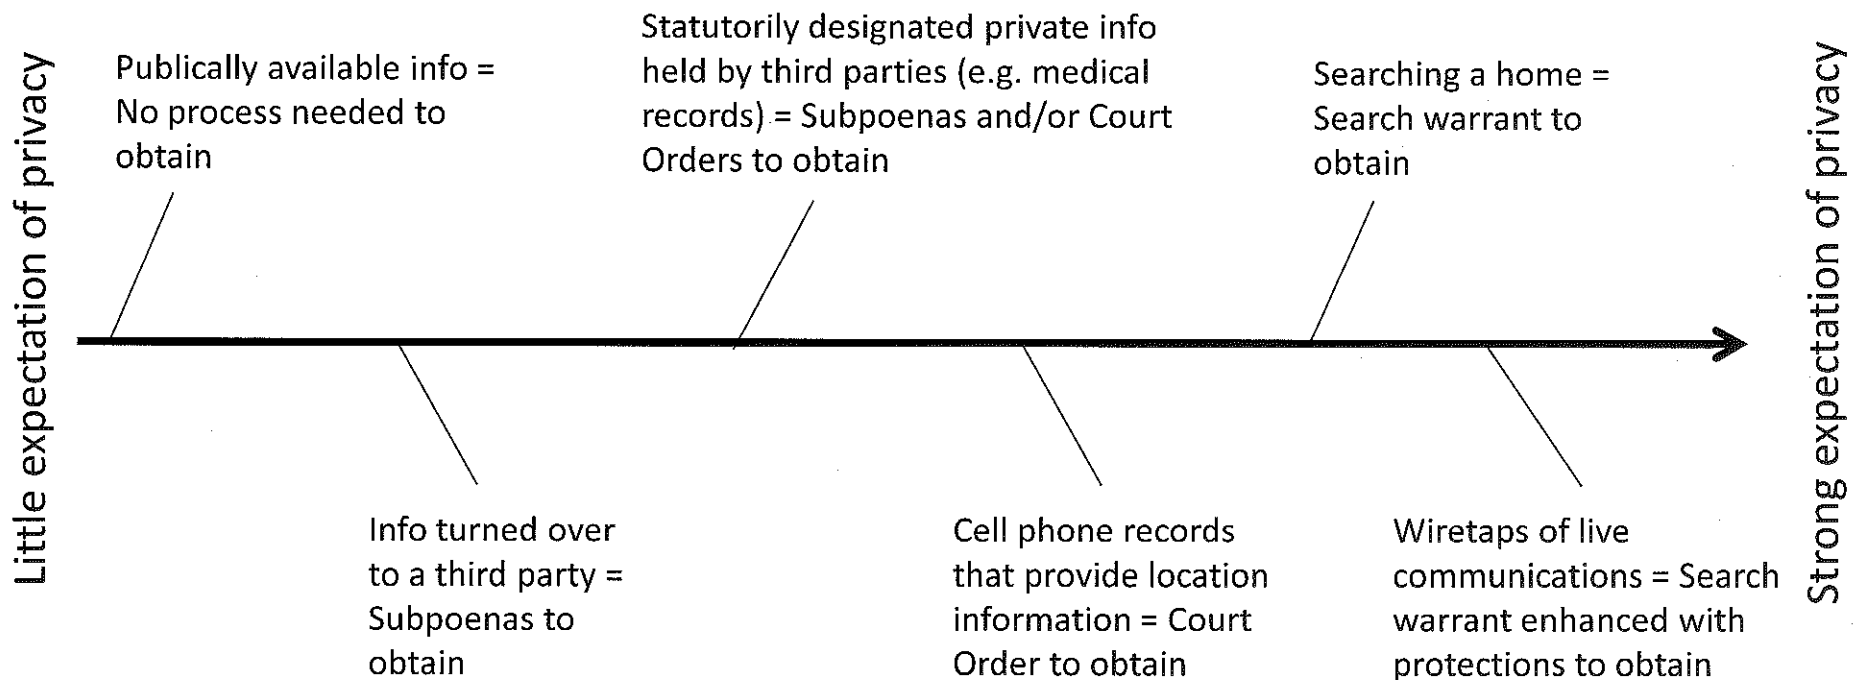 Little expectation of privacy
Publically available info =
No process needed to
obtain
Statutorily designated private info
held by third parties (e.g. medical
records) = Subpoenas and/or Court
Orders to obtain
Searching a home =
Search warrant to
obtain
Info turned over
to a third party =
Subpoenas to
obtain
Cell phone records
that provide location
information = Court
Order to obtain
Wiretaps of live
communications = Search
warrant enhanced with
protections to obtain
Strong expectation of privacy